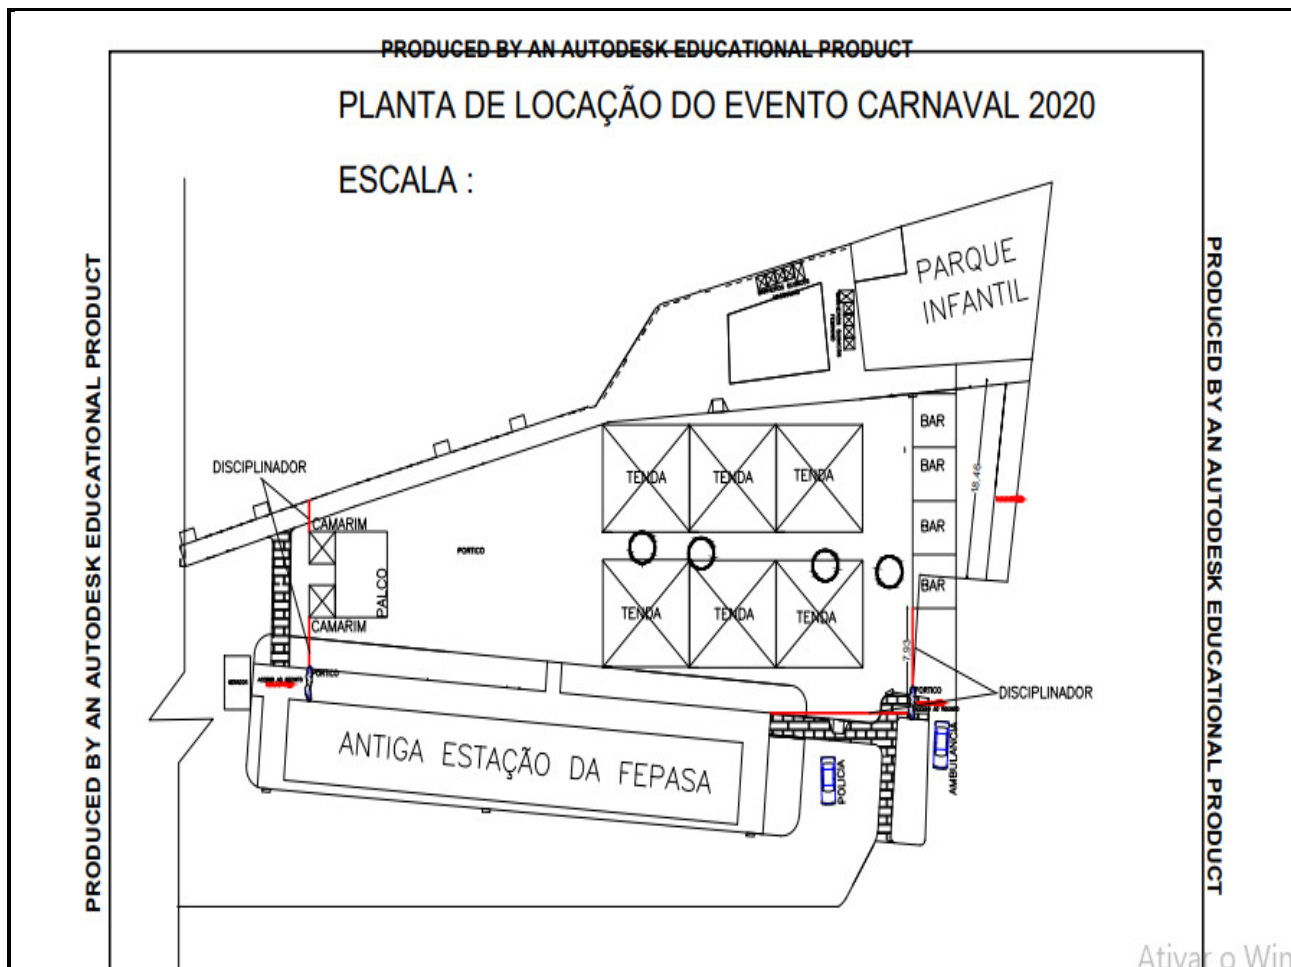 PRODUCED BY AN AUTODESK EDUCATIONAL PRODUCT
PLANTA DE LOCAÇÃO DO EVENTO CARNAVAL 2020
ESCALA :
PRODUCED BY AN AUTODESK EDUCATIONAL PRODUCT
PRODUCED BY AN AUTODESK EDUCATIONAL PRODUCT
PARQUE
INFANTIL
BAR
BAR
BAR
BAR
18.46
DISCIPLINADOR
CAMARIM
PALCO
CAMARIM
PORTICO
TENDA
TENDA
TENDA
TENDA
TENDA
TENDA
7.93
PORTICO
DISCIPLINADOR
PORTICO
ANTIGA ESTAÇÃO DA FEPASA
POLICIA
AMBULANCIA
Ativar o Win